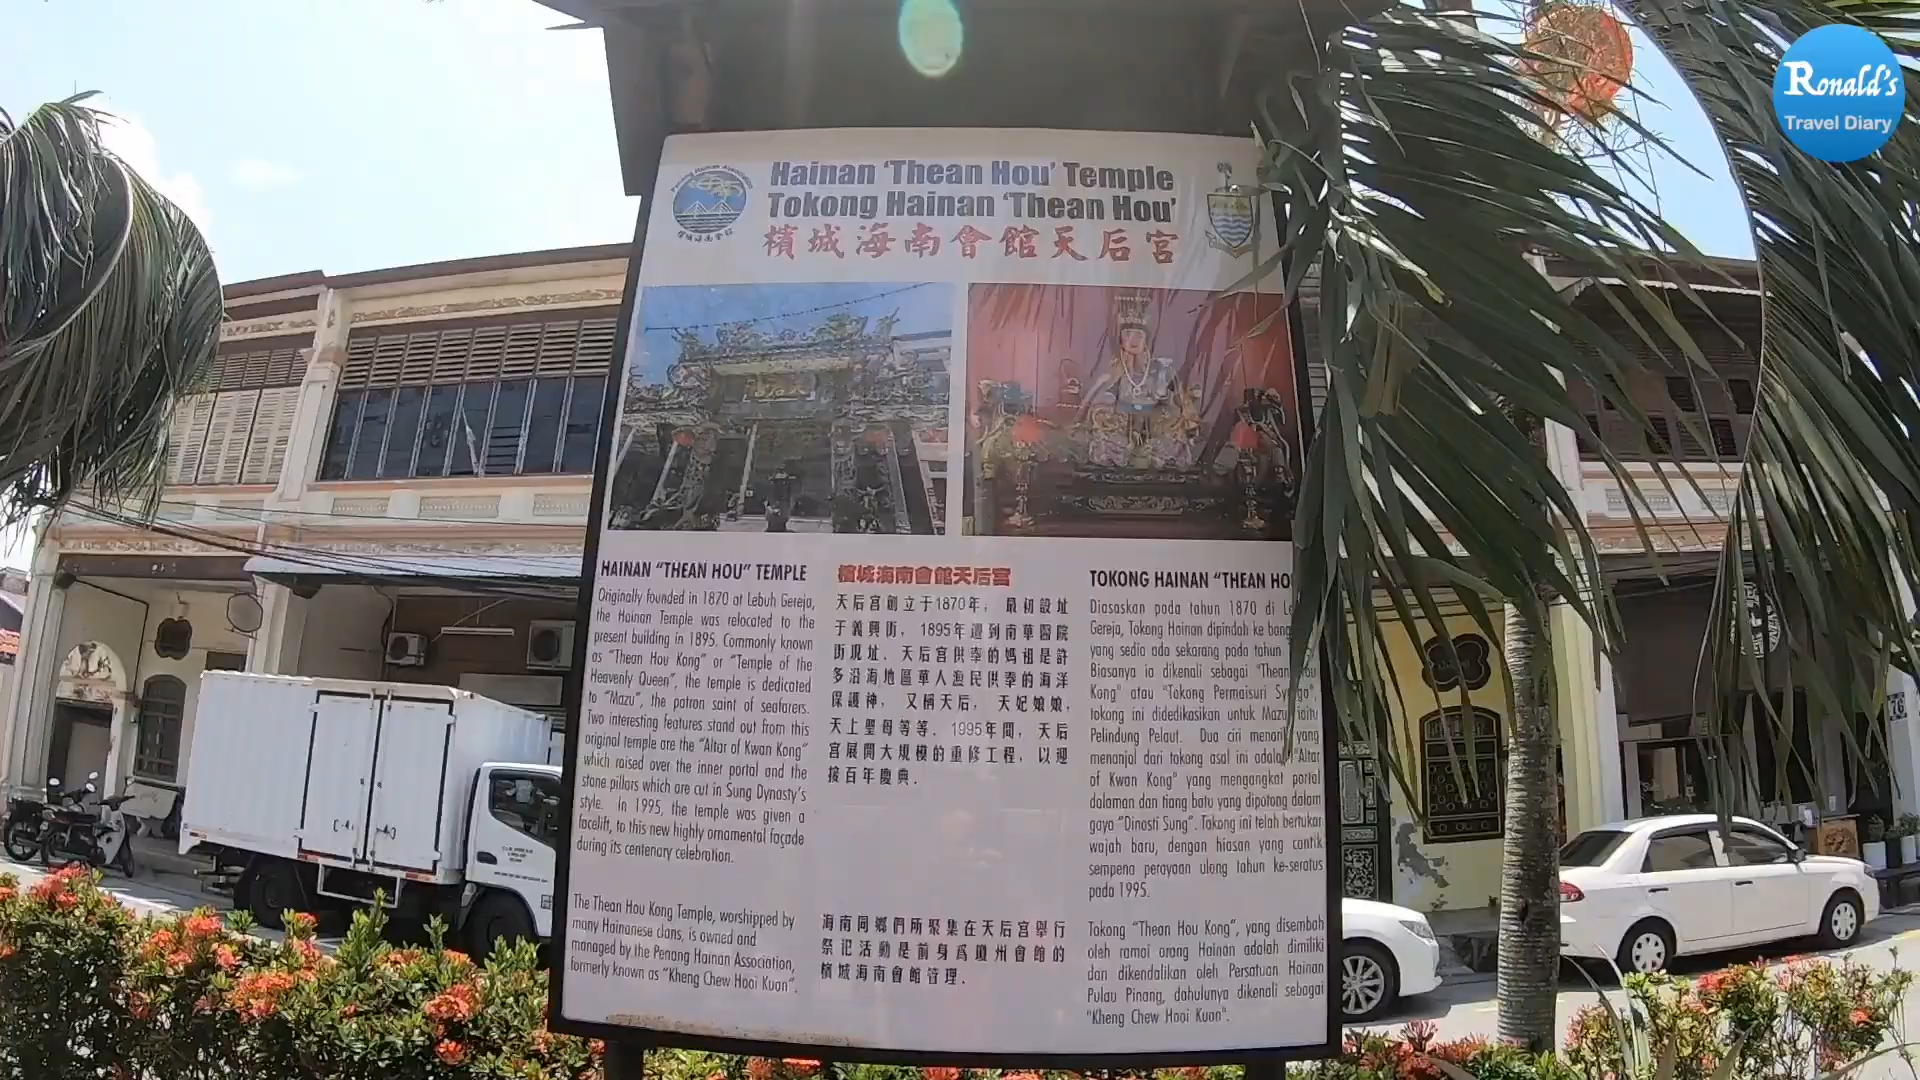 Ronald's
Travel Diary
Hainan 'Thean Hou' Temple
Tokong Hainan 'Thean Hou'
檳城海南會館天后宮
HAINAN "THEAN HOU" TEMPLE
Originally founded in 1870 at Lebuh Gereja,
the Hainan Temple was relocated to the
present building in 1895. Commonly known
as "Thean Hou Kong" or "Temple of the
Heavenly Queen", the temple is dedicated
to "Mazu", the patron saint of seafarers.
Two interesting features stand out from this
original temple are the "Altar of Kwan Kong"
which raised over the inner portal and the
stone pillars which are cut in Sung Dynasty's
style. In 1995, the temple was given a
facelift, to this new highly ornamental façade
during its centenary celebration.
The Thean Hou Kong Temple, worshipped by
many Hainanese clans, is owned and
managed by the Penang Hainan Association,
formerly known as "Kheng Chew Hooi Kuan".
檳城海南會館天后宮
天后宮創立于1870年，最初設址
于義興街，1895年遷到南華醫院
街現址．天后宮供奉的媽祖是許
多沿海地區華人漁民供奉的海洋
保護神，又稱天后，天妃娘娘，
天上聖母等等．1995年間，天后
宮展開大規模的重修工程，以迎
接百年慶典．
海南同鄉們所聚集在天后宮舉行
祭祀活動是前身爲瓊州會館的
檳城海南會館管理．
TOKONG HAINAN "THEAN HO
Diasaskan pada tahun 1870 di
Gereja, Tokong Hainan dipindah ke
yang sedia ada sekarang pada tahun
Biasanya ia dikenali sebagai "Thean Hou
Kong" atau "Tokong Permaisuri
tokong ini didedikasikan untuk Mazu iaitu
Pelindung Pelaut. Dua ciri menarik yang
menonjol dari tokong asal ini adalah "Altar
of Kwan Kong" yang mengangkat portal
dalaman dan tiang batu yang dipotong dalam
gaya "Dinasti Sung". Tokong ini telah bertukar
wajah baru, dengan hiasan yang cantik
sempena perayaan ulang tahun ke-seratus
pada 1995.
Tokong "Thean Hou Kong", yang disembah
oleh ramai orang Hainan adalah dimiliki
dan dikendalikan oleh Persatuan Hainan
Pulau Pinang, dahulunya dikenali sebagai
"Kheng Chew Hooi Kuan".
76